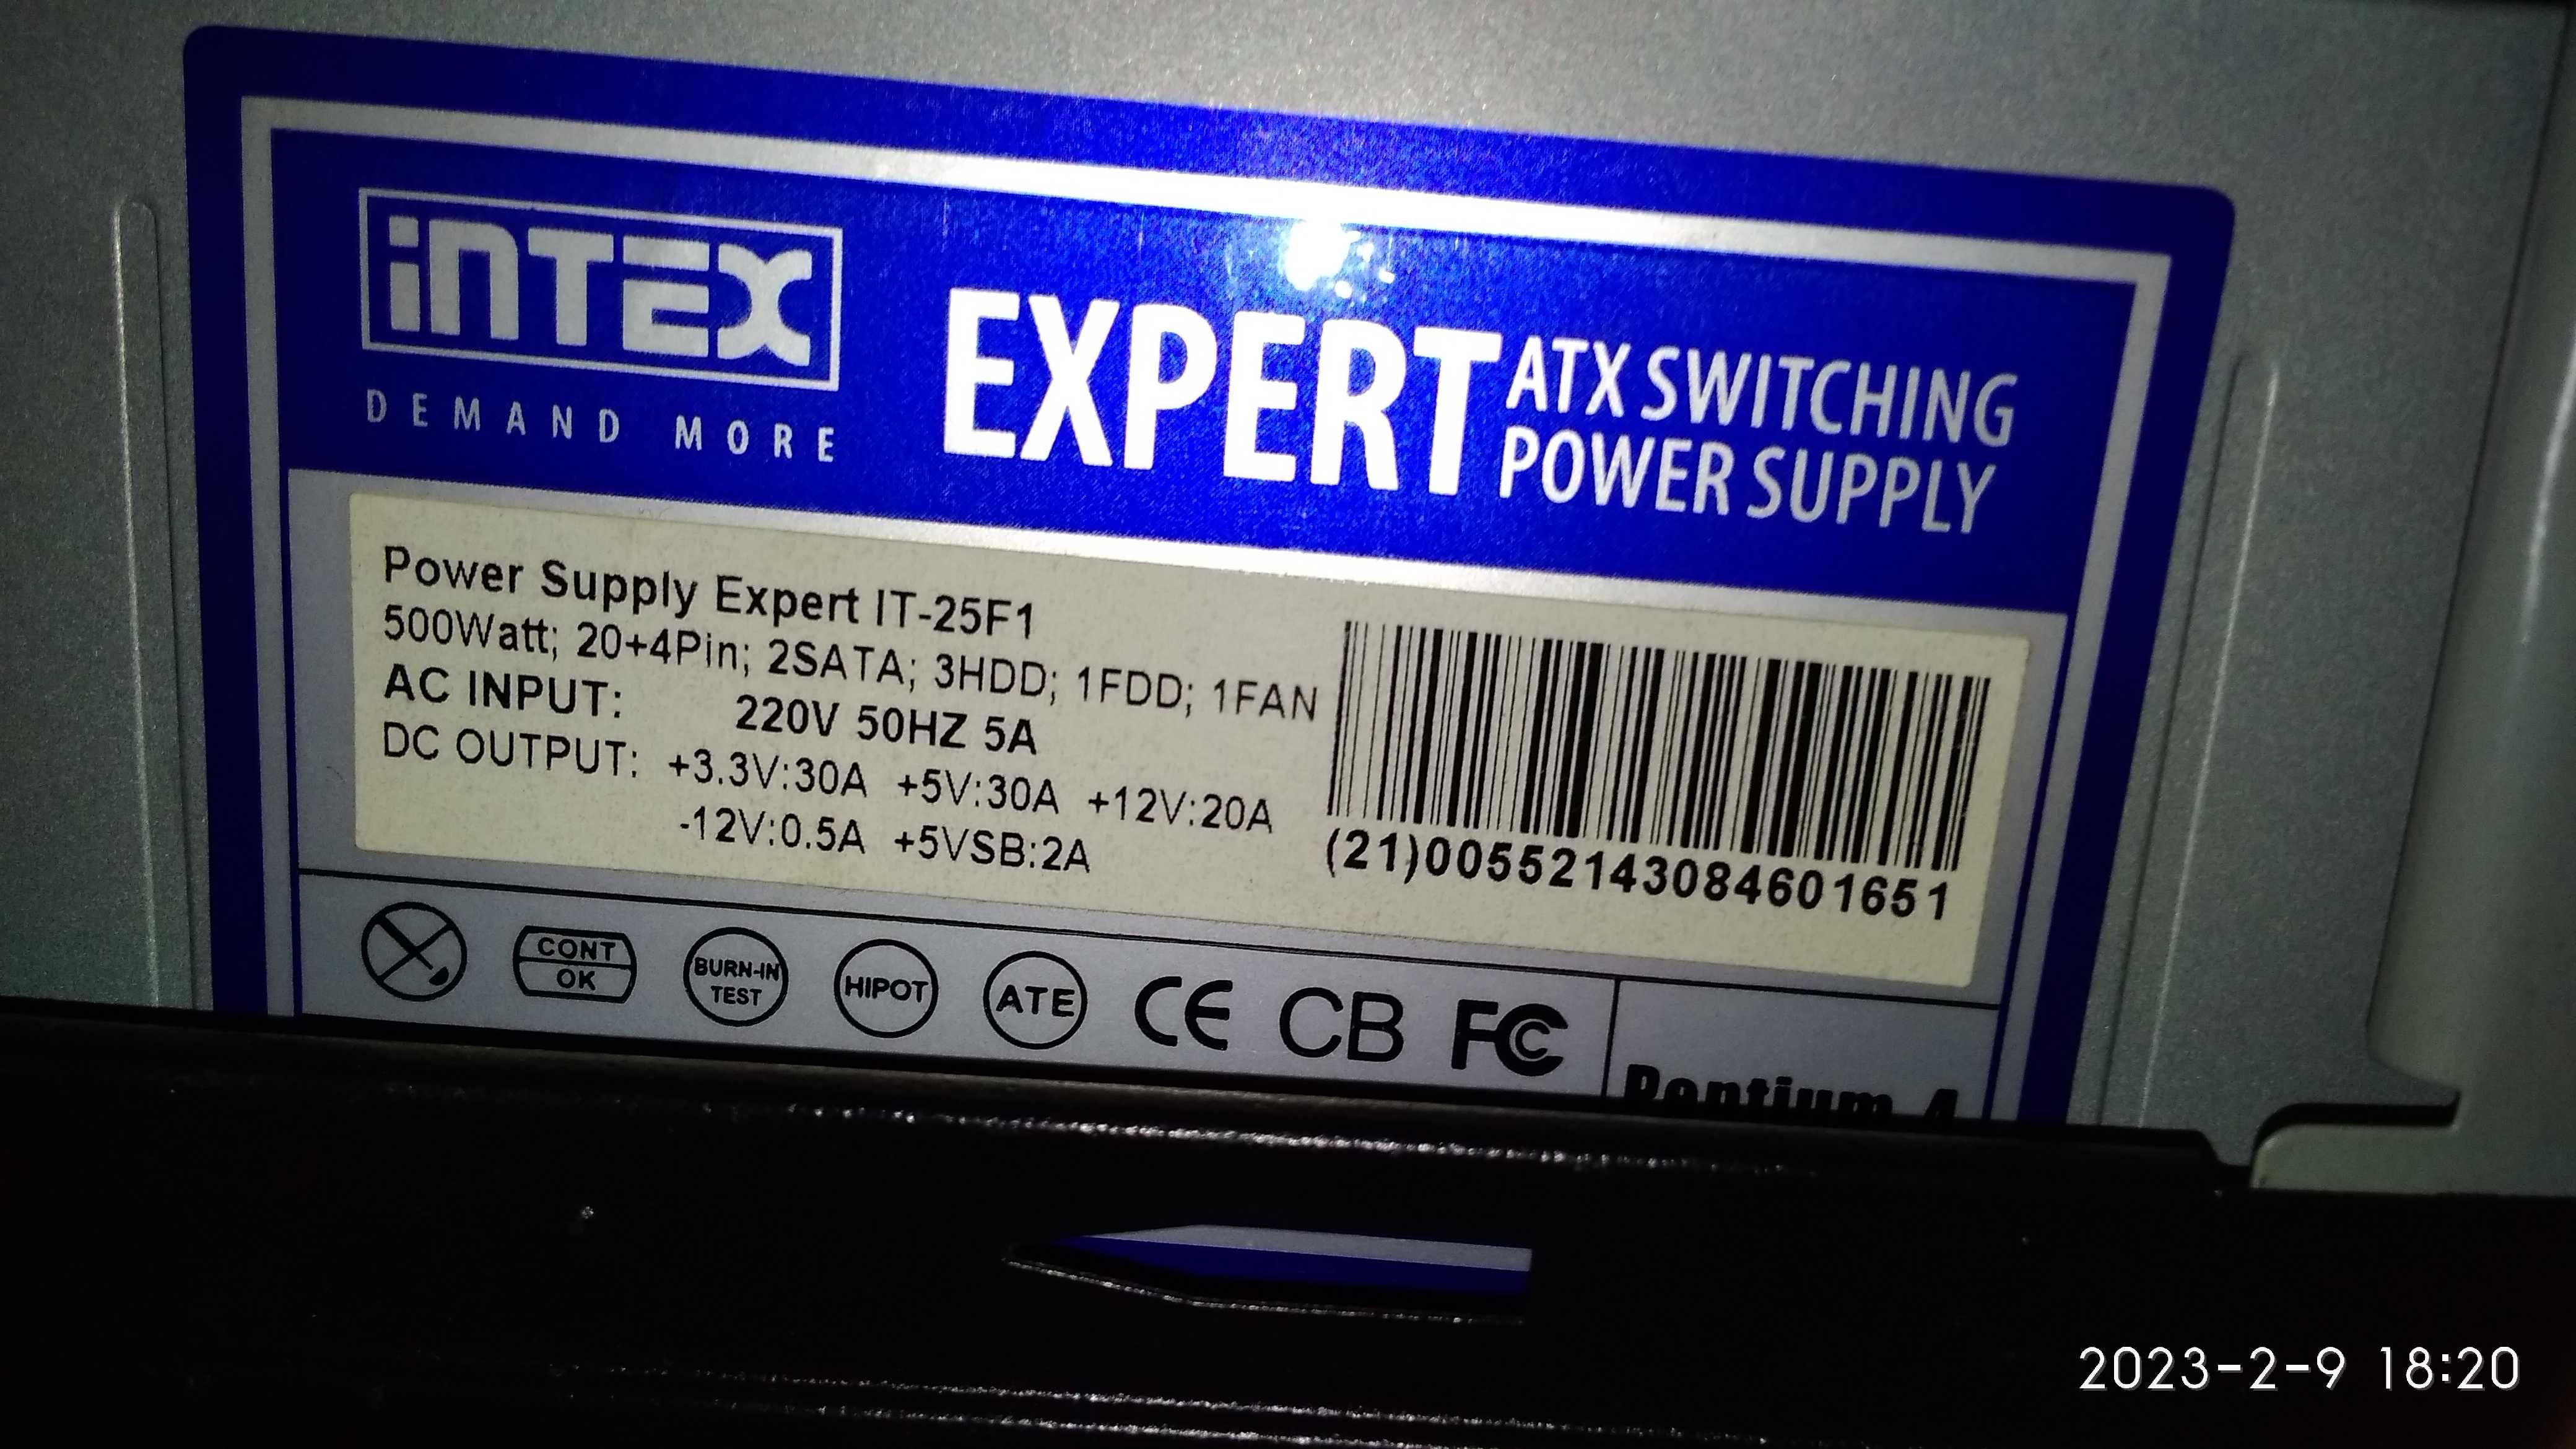 iNTEX
DEMAND MORE
EXPERT
ATX SWITCHING
POWER SUPPLY
Power Supply Expert IT-25F1
500Watt; 20+4Pin; 2SATA; 3HDD; 1FDD; 1FAN
AC INPUT: 220V 50HZ 5A
DC OUTPUT: +3.3V:30A +5V:30A +12V:20A
-12V:0.5A +5VSB:2A
(21)00552143084601651
CONT
OK
BURN-IN
TEST
HIPOT
ATE
CE
CB
FC
Pentium 4
2023-2-9 18:20